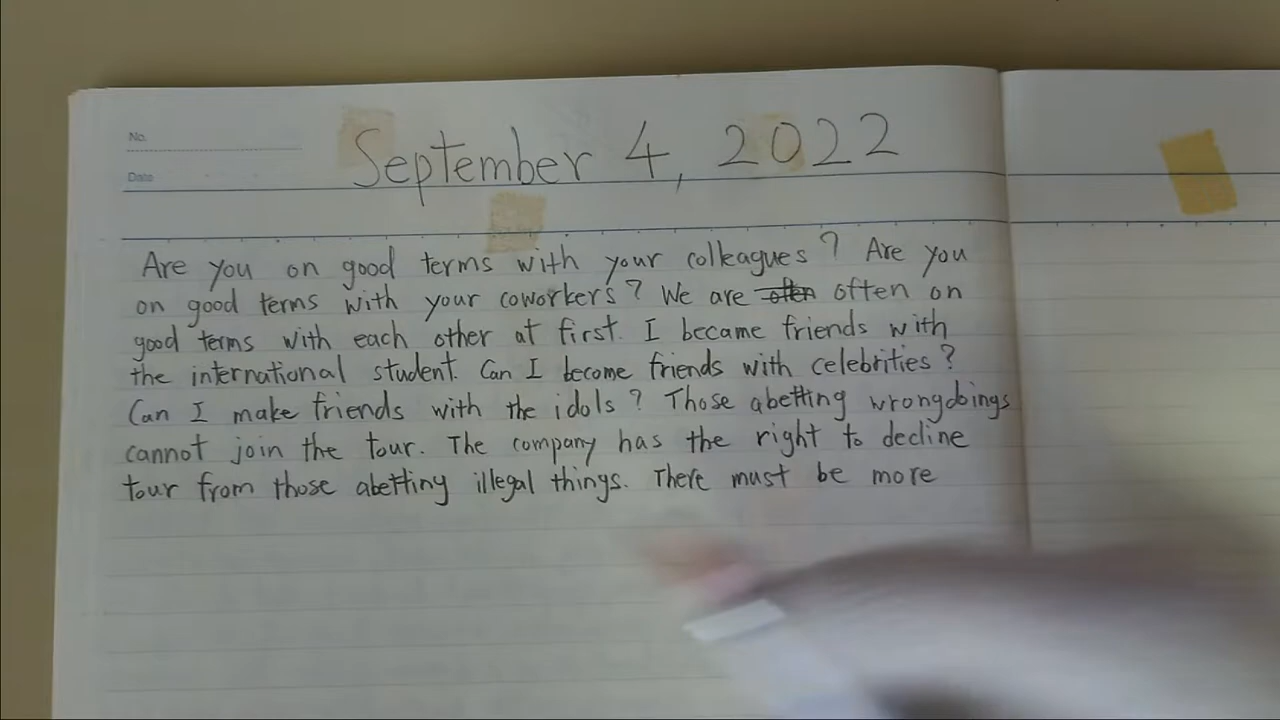 No.
September 4, 2022
Date
Are you on good terms with your colleagues? Are you
on good terms with your coworkers? We are often often on
good terms with each other at first. I became friends with
the international student. Can I become friends with celebrities?
Can I make friends with the idols? Those abetting wrongdoings
cannot join the tour. The company has the right to decline
tour from those abetting illegal things. There must be more